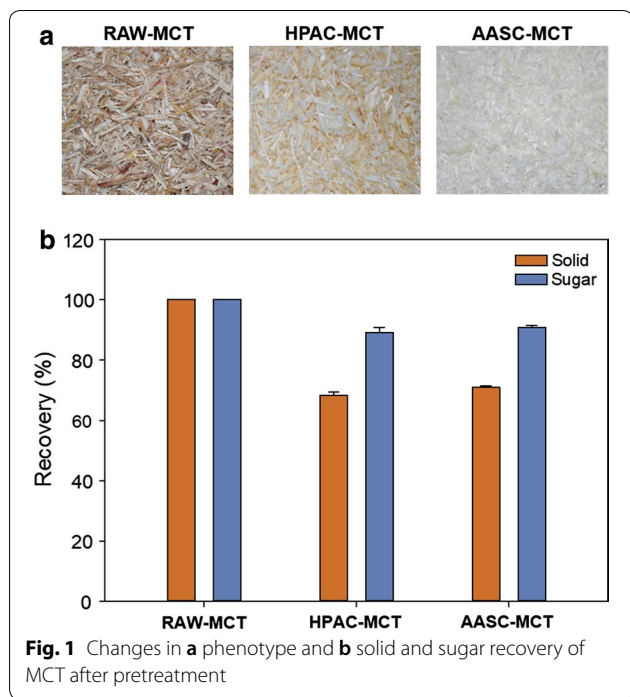 a
RAW-MCT HPAC-MCT AASC-MCT
b
120
100
80
60
40
20
0
Recovery (%)
Solid
Sugar
RAW-MCT HPAC-MCT AASC-MCT
Fig. 1 Changes in a phenotype and b solid and sugar recovery of
MCT after pretreatment